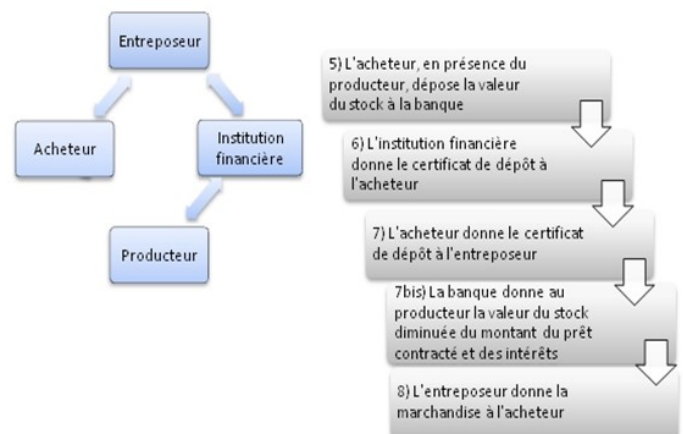 Entreposeur
Acheteur
Institution
financière
Producteur
5) L'acheteur, en présence du
producteur, dépose la valeur
du stock à la banque
6) L'institution financière
donne le certificat de dépôt à
l'acheteur
7) L'acheteur donne le certificat
de dépôt à l'entreposeur
7bis) La banque donne au
producteur la valeur du stock
diminuée du montant du prêt
contracté et des intérêts
8) L'entreposeur donne la
marchandise à l'acheteur